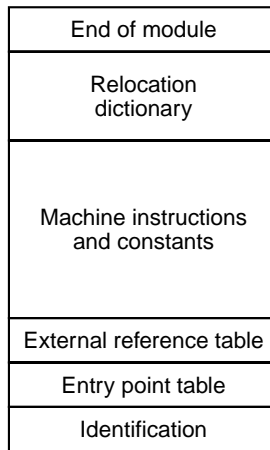 End of module
Relocation
dictionary
Machine instructions
and constants
External reference table
Entry point table
Identification